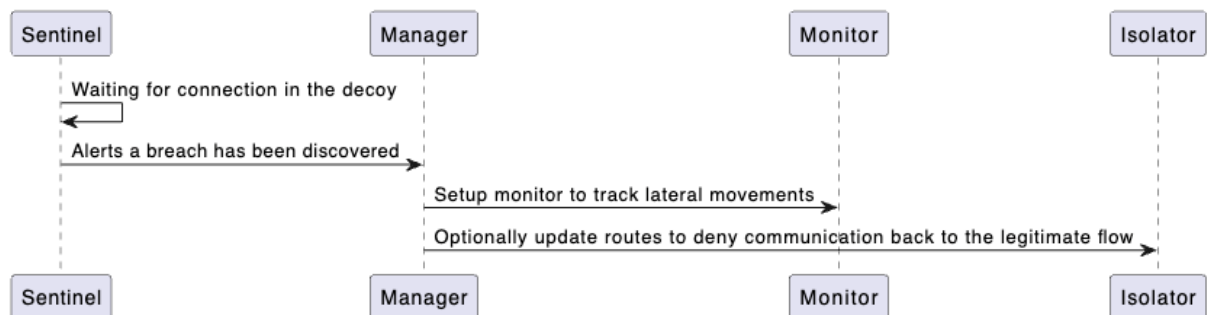 Sentinel
Manager
Monitor
Isolator
Waiting for connection in the decoy
Alerts a breach has been discovered
Setup monitor to track lateral movements
Optionally update routes to deny communication back to the legitimate flow
Sentinel
Manager
Monitor
Isolator